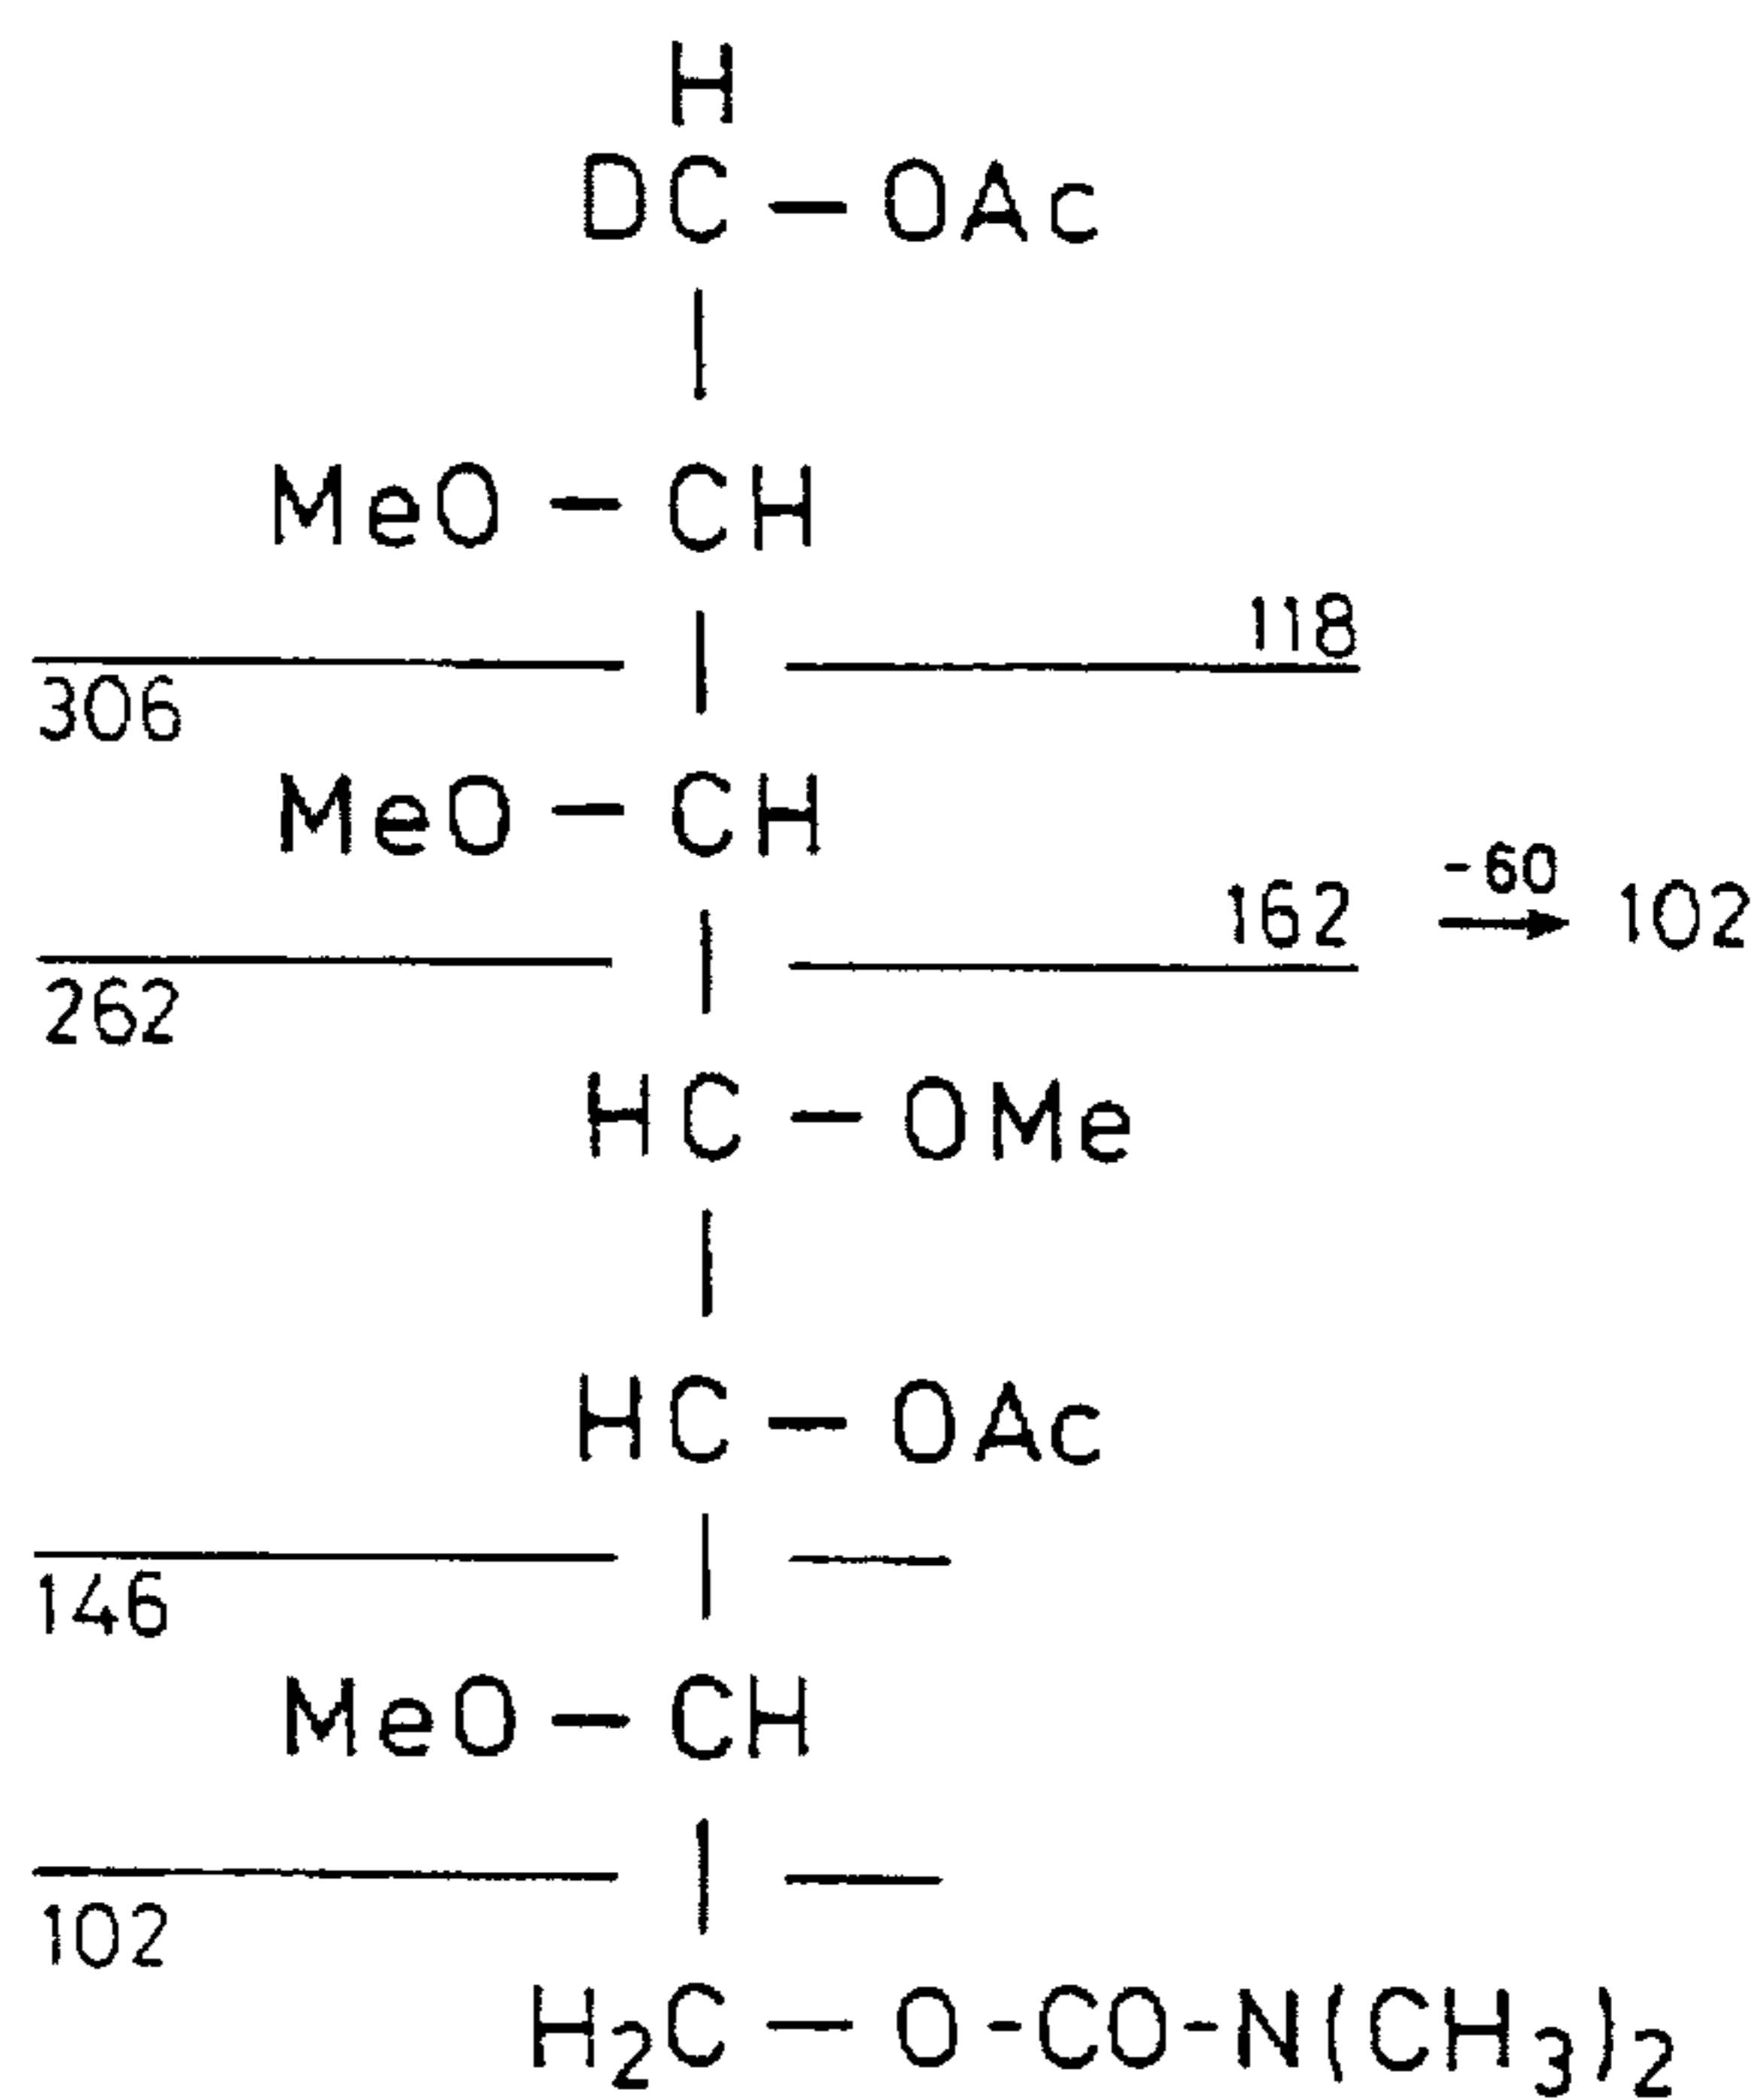 H
DC – OAc
MeO – CH
118
306
MeO – CH
162 -60 → 102
262
HC – OMe
HC – OAc
146
MeO – CH
102
H₂C – O-CO-N(CH₃)₂